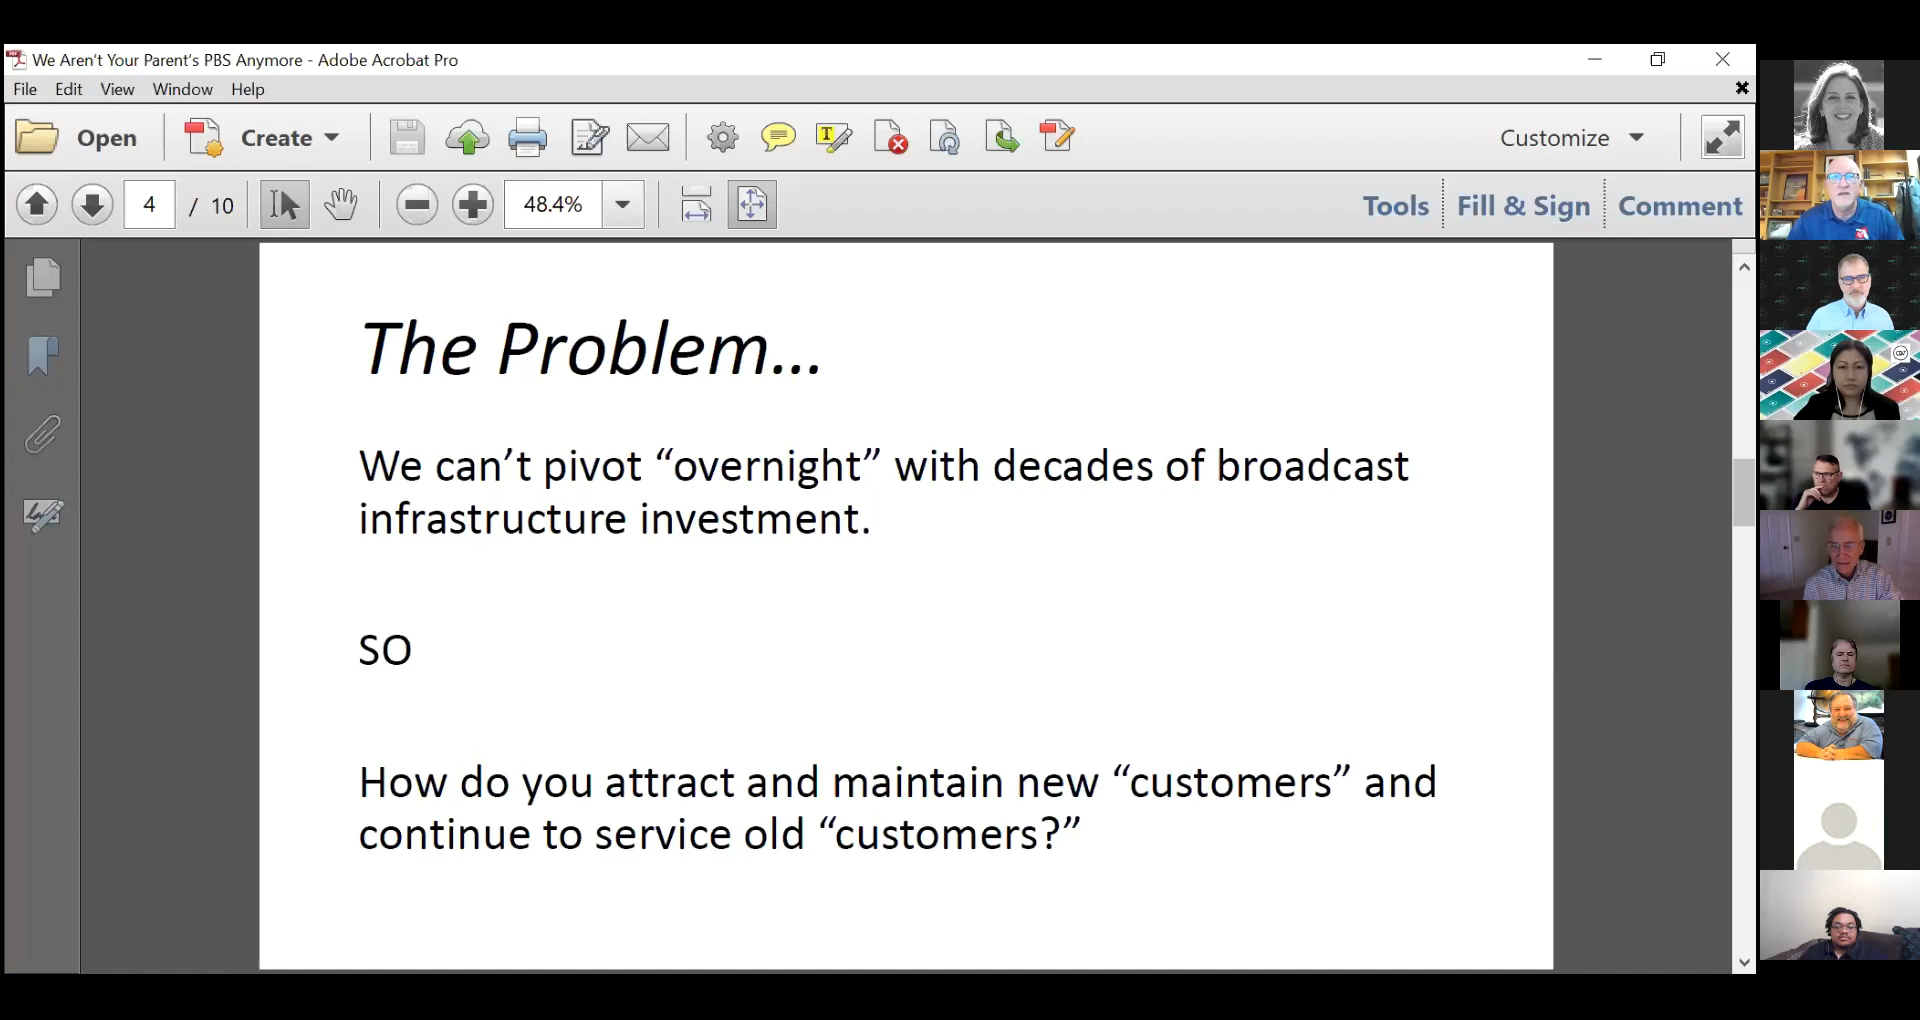 We Aren't Your Parent's PBS Anymore - Adobe Acrobat Pro
File Edit View Window Help
Open Create Customize
4 / 10 48.4% Tools Fill & Sign Comment
The Problem...
We can’t pivot “overnight” with decades of broadcast
infrastructure investment.
SO
How do you attract and maintain new “customers” and
continue to service old “customers?”